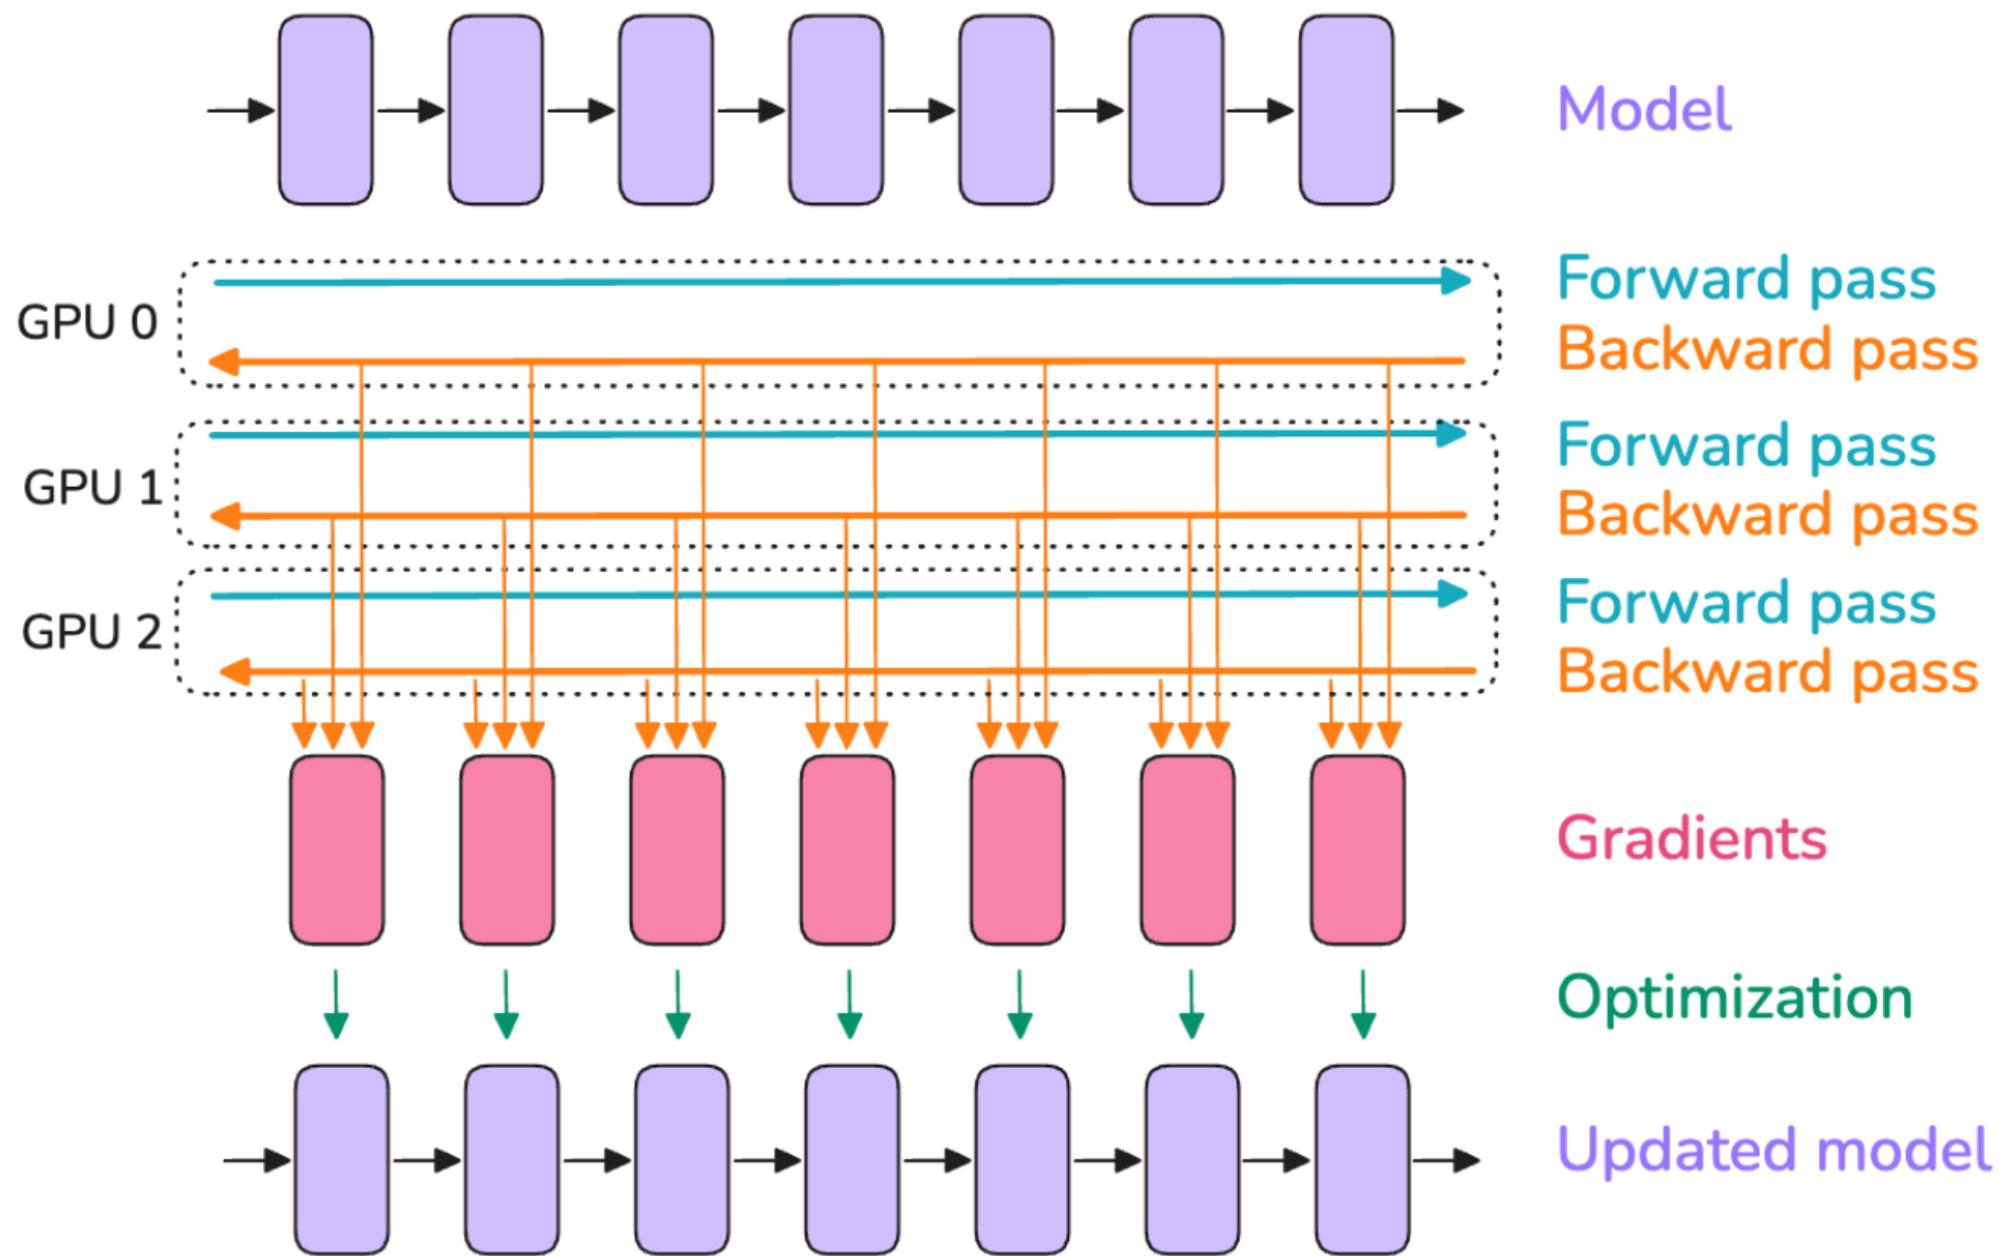 Model
GPU 0
Forward pass
Backward pass
GPU 1
Forward pass
Backward pass
GPU 2
Forward pass
Backward pass
Gradients
Optimization
Updated model